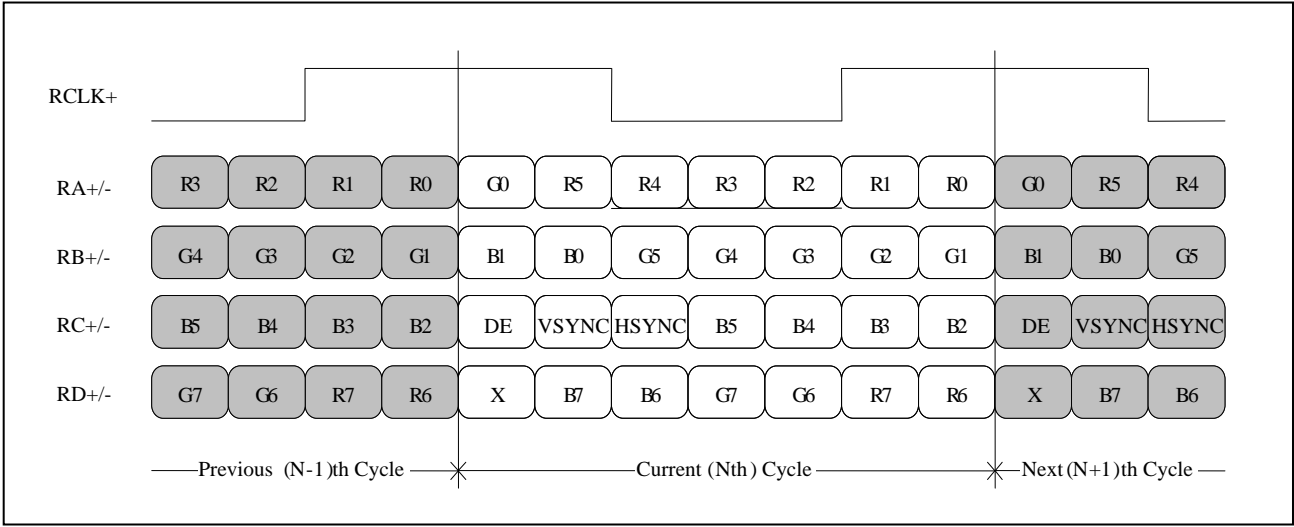 RCLK+
RA+/- R3 R2 R1 R0 G0 R5 R4 R3 R2 R1 R0 G0 R5 R4
RB+/- G4 G3 G2 G1 B1 B0 G5 G4 G3 G2 G1 B1 B0 G5
RC+/- B5 B4 B3 B2 DE VSYNC HSYNC B5 B4 B3 B2 DE VSYNC HSYNC
RD+/- G7 G6 R7 R6 X B7 B6 G7 G6 R7 R6 X B7 B6
Previous (N-1)th Cycle Current (Nth) Cycle Next (N+1)th Cycle